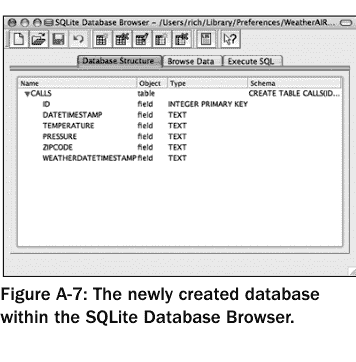 SQLite Database Browser – /Users/rich/Library/Preferences/WeatherAIR...
Database Structure Browse Data Execute SQL
Name Object Type Schema
CALLS table CREATE TABLE CALLS(ID...
ID field INTEGER PRIMARY KEY
DATETIMESTAMP field TEXT
TEMPERATURE field TEXT
PRESSURE field TEXT
ZIPCODE field TEXT
WEATHERDATETIMESTAMP field TEXT
Figure A-7: The newly created database
within the SQLite Database Browser.